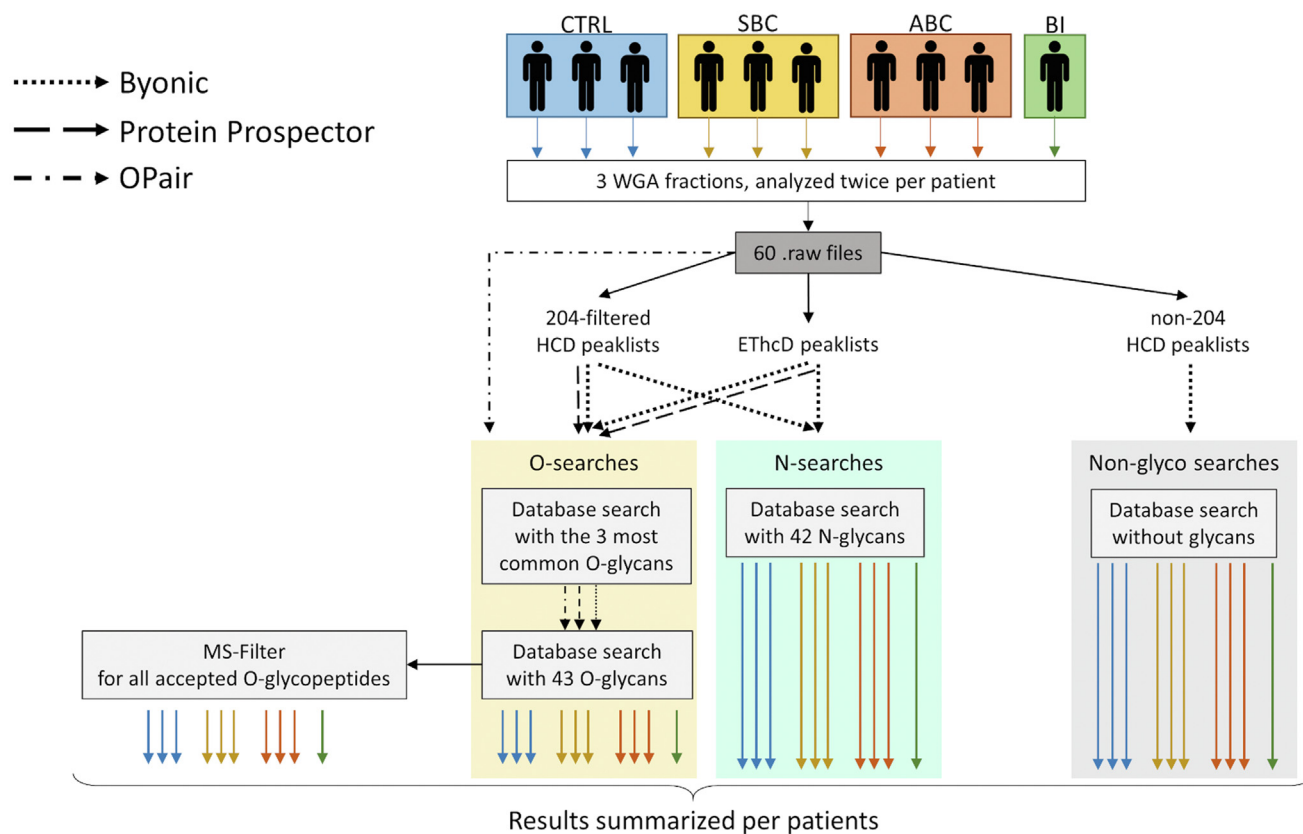 CTRL
SBC
ABC
BI
Byonic
Protein Prospector
OPair
3 WGA fractions, analyzed twice per patient
60 .raw files
204-filtered
HCD peaklists
EThcD peaklists
non-204
HCD peaklists
O-searches
Database search
with the 3 most
common O-glycans
Database search
with 43 O-glycans
MS-Filter
for all accepted O-glycopeptides
N-searches
Database search
with 42 N-glycans
Non-glyco searches
Database search
without glycans
Results summarized per patients